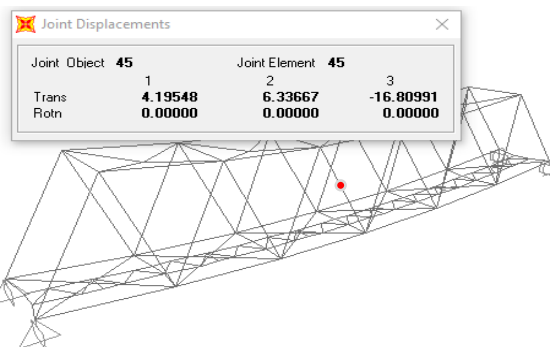 Joint Displacements
Joint Object 45 Joint Element 45
1 2 3
Trans 4.19548 6.33667 -16.80991
Rotn 0.00000 0.00000 0.00000